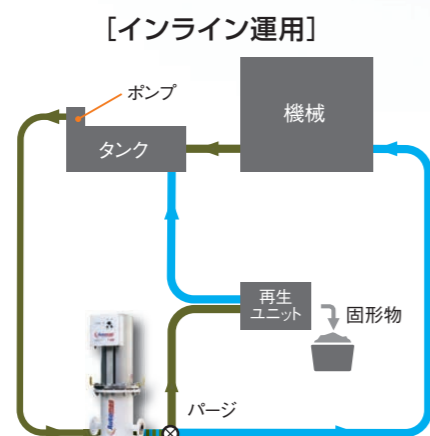 [インライン運用]
ポンプ
機械
タンク
再生
ユニット
固形物
パージ